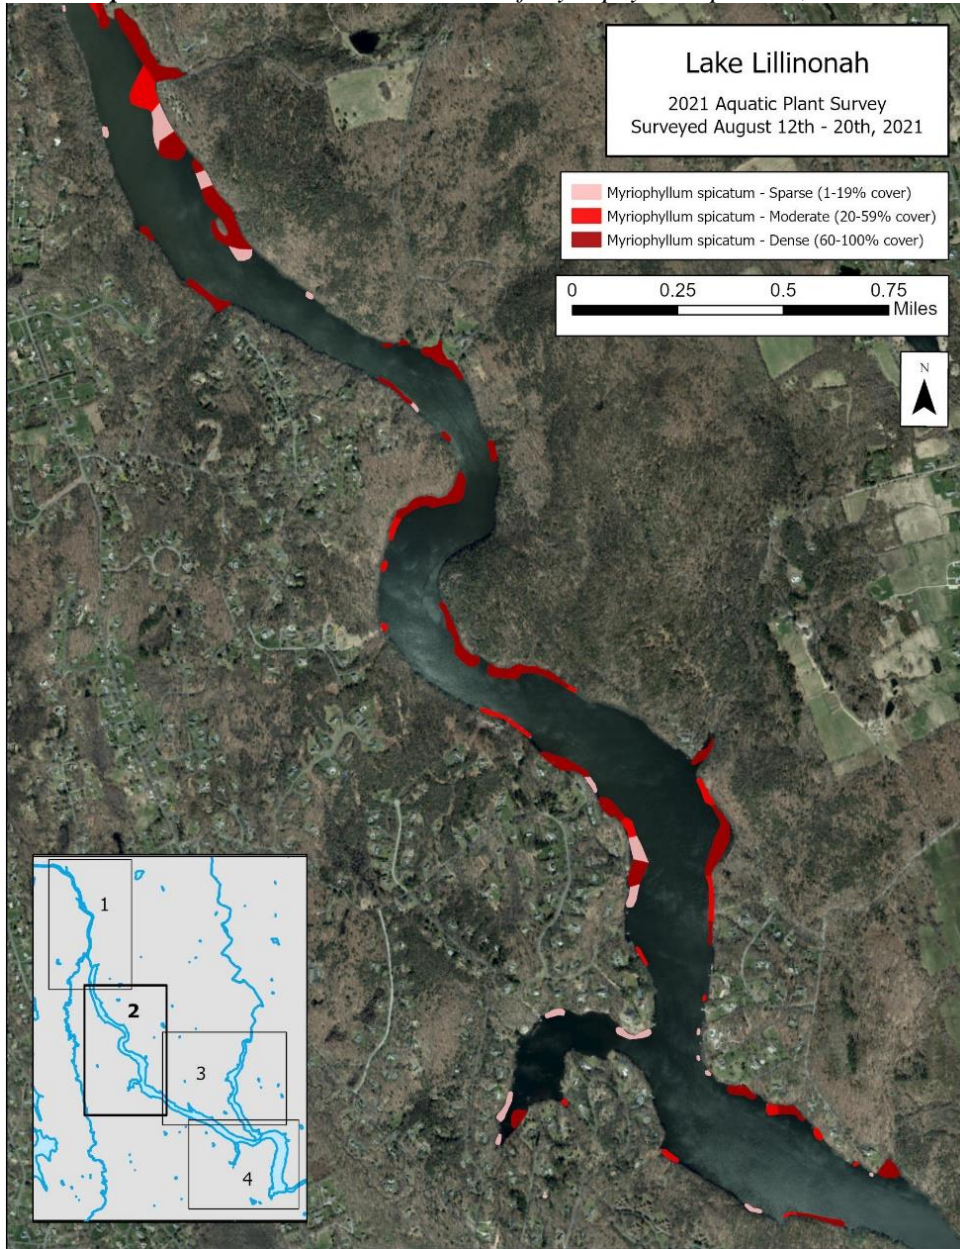 Lake Lillinonah
2021 Aquatic Plant Survey
Surveyed August 12th - 20th, 2021
Myriophyllum spicatum - Sparse (1-19% cover)
Myriophyllum spicatum - Moderate (20-59% cover)
Myriophyllum spicatum - Dense (60-100% cover)
0 0.25 0.5 0.75
Miles
N
1
2
3
4